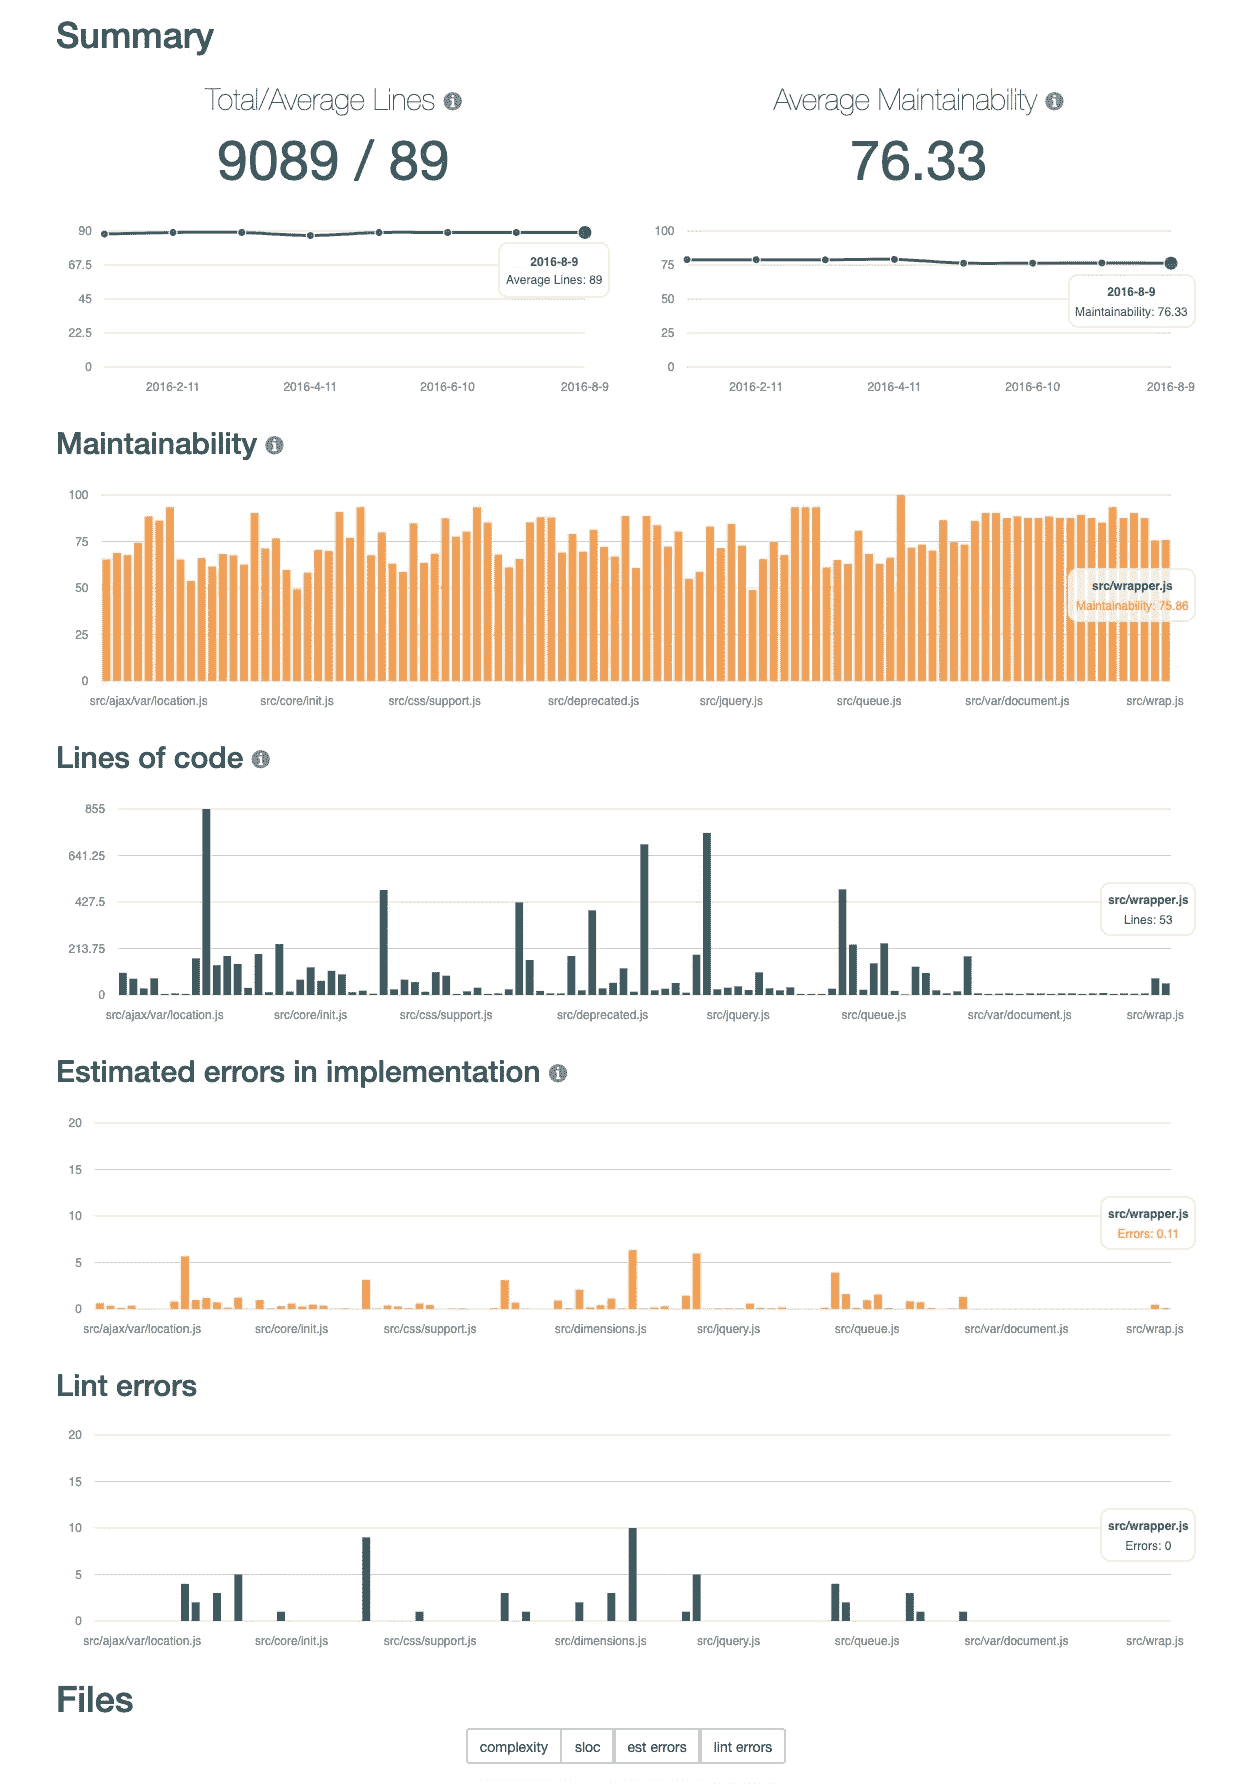 Summary
Total/Average Lines
Average Maintainability
9089 / 89
76.33
90
67.5
45
22.5
0
2016-8-9
Average Lines: 89
2016-2-11
2016-4-11
2016-6-10
2016-8-9
100
75
50
25
0
2016-8-9
Maintainability: 76.33
2016-2-11
2016-4-11
2016-6-10
2016-8-9
Maintainability
100
75
50
25
0
src/wrapper.js
Maintainability: 75.86
src/ajax/var/location.js
src/core/init.js
src/css/support.js
src/deprecated.js
src/jquery.js
src/queue.js
src/var/document.js
src/wrap.js
Lines of code
855
641.25
427.5
213.75
0
src/wrapper.js
Lines: 53
src/ajax/var/location.js
src/core/init.js
src/css/support.js
src/deprecated.js
src/jquery.js
src/queue.js
src/var/document.js
src/wrap.js
Estimated errors in implementation
20
15
10
5
0
src/wrapper.js
Errors: 0.11
src/ajax/var/location.js
src/core/init.js
src/css/support.js
src/dimensions.js
src/jquery.js
src/queue.js
src/var/document.js
src/wrap.js
Lint errors
20
15
10
5
0
src/wrapper.js
Errors: 0
src/ajax/var/location.js
src/core/init.js
src/css/support.js
src/dimensions.js
src/jquery.js
src/queue.js
src/var/document.js
src/wrap.js
Files
complexity
sloc
est errors
lint errors